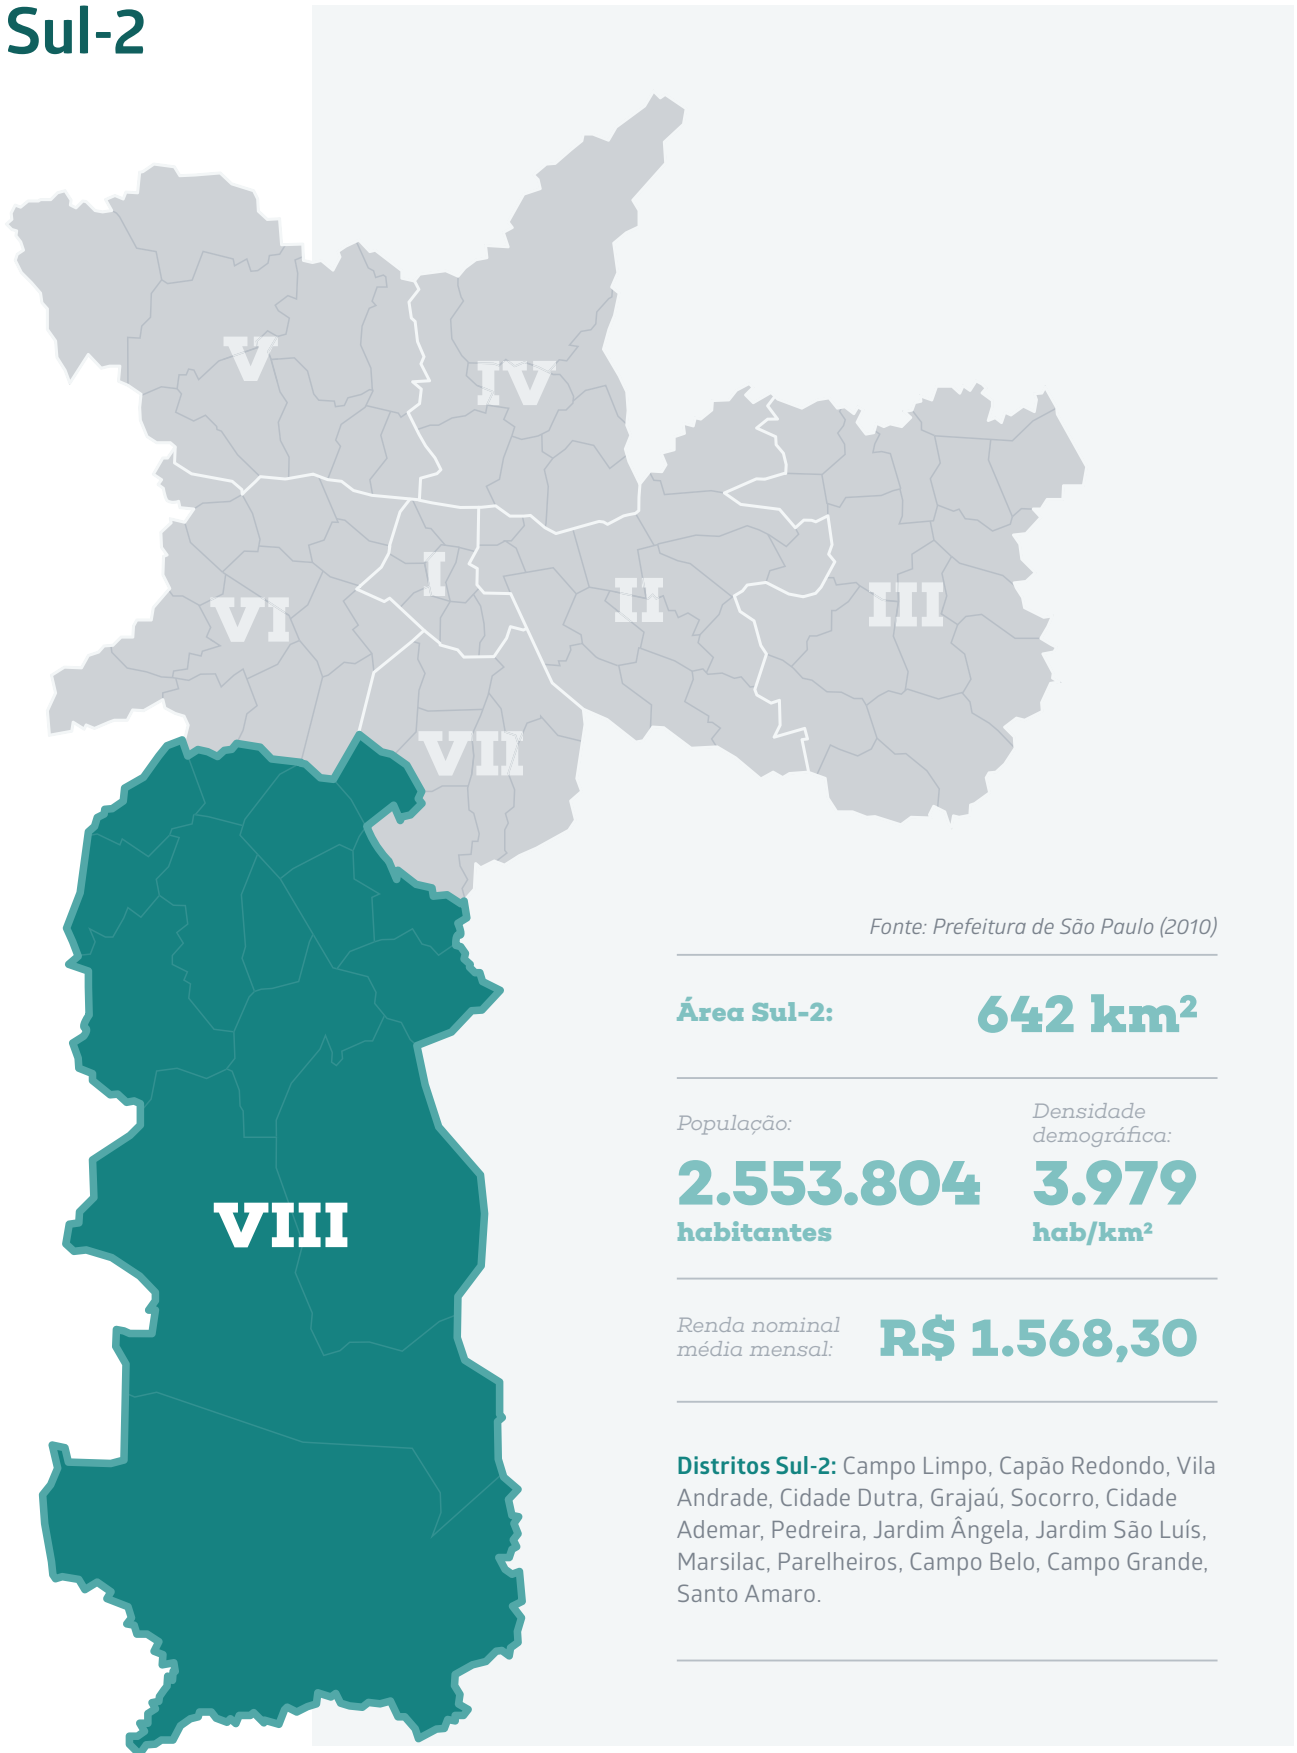 Sul-2
V
IV
I
II
III
VI
VII
VIII
Fonte: Prefeitura de São Paulo (2010)
Área Sul-2: 642 km²
População:
2.553.804
habitantes
Densidade
demográfica:
3.979
hab/km²
Renda nominal
média mensal:
R$ 1.568,30
Distritos Sul-2: Campo Limpo, Capão Redondo, Vila
Andrade, Cidade Dutra, Grajaú, Socorro, Cidade
Ademar, Pedreira, Jardim Ângela, Jardim São Luís,
Marsilac, Parelheiros, Campo Belo, Campo Grande,
Santo Amaro.